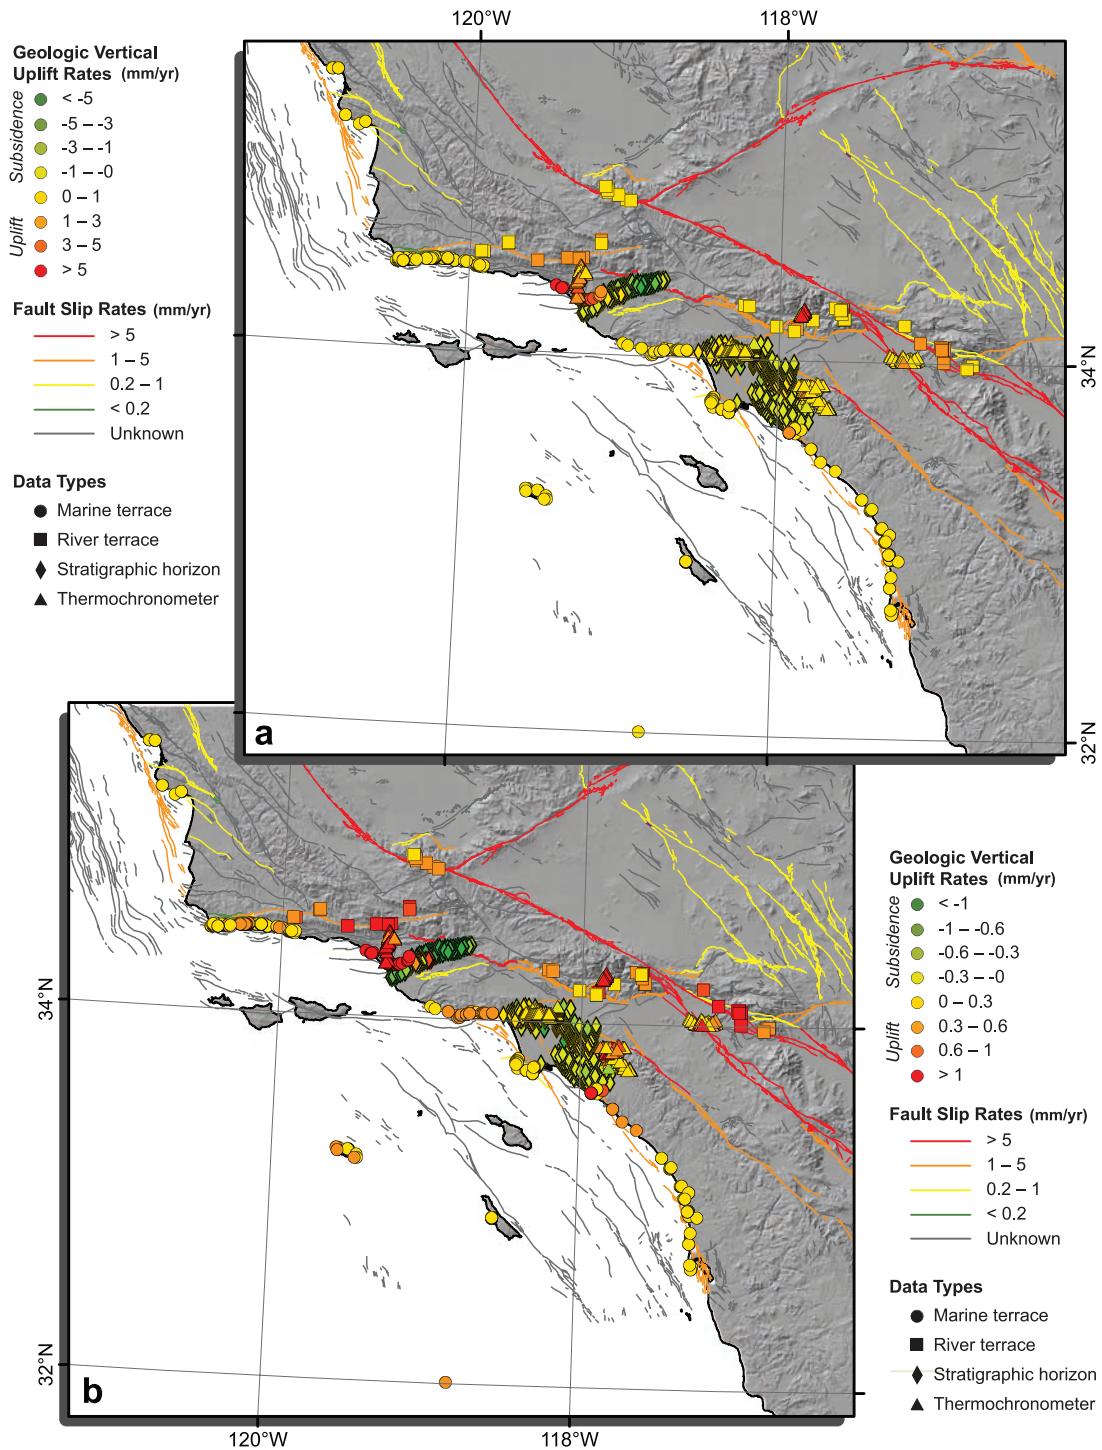 120°W
118°W
Geologic Vertical
Uplift Rates (mm/yr)
Subsidence
Uplift
< -5
-5 – -3
-3 – -1
-1 – -0
0 – 1
1 – 3
3 – 5
> 5
Fault Slip Rates (mm/yr)
> 5
1 – 5
0.2 – 1
< 0.2
Unknown
Data Types
Marine terrace
River terrace
Stratigraphic horizon
Thermochronometer
34°N
32°N
a
Geologic Vertical
Uplift Rates (mm/yr)
Subsidence
Uplift
< -1
-1 – -0.6
-0.6 – -0.3
-0.3 – -0
0 – 0.3
0.3 – 0.6
0.6 – 1
> 1
Fault Slip Rates (mm/yr)
> 5
1 – 5
0.2 – 1
< 0.2
Unknown
Data Types
Marine terrace
River terrace
Stratigraphic horizon
Thermochronometer
34°N
32°N
b
120°W
118°W